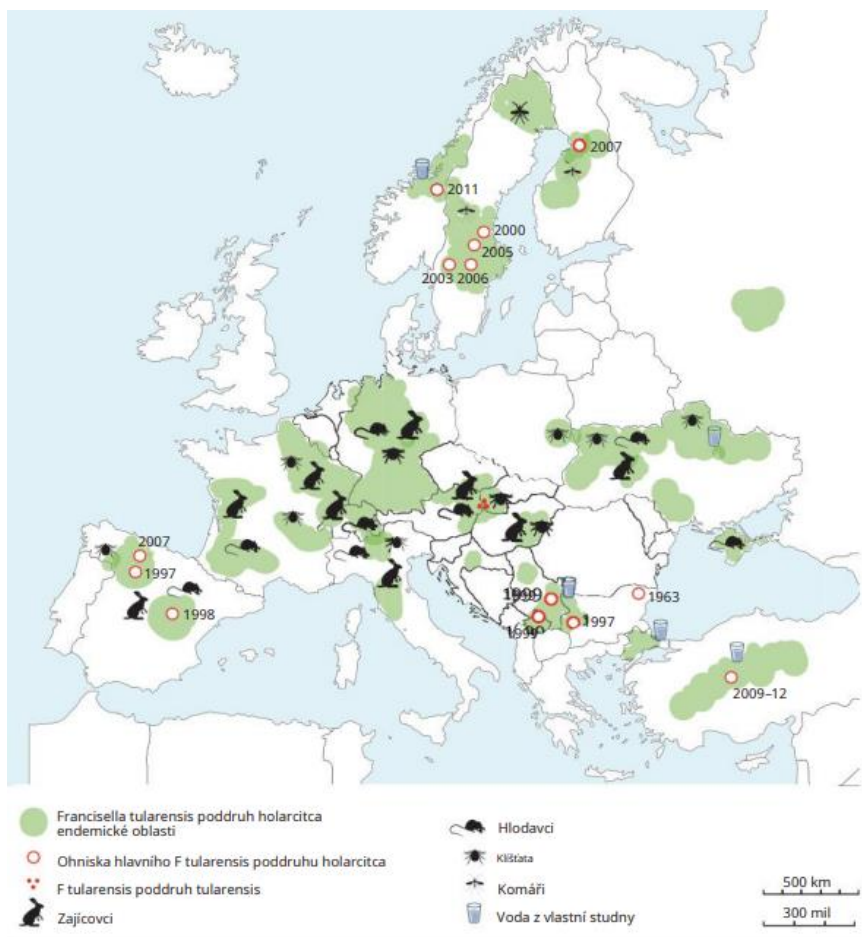 2007
2011
2000
2005
2003 2006
2007
1997
1998
1999
1963
1997
1999
2009–12
Francisella tularensis poddruh holarcitca
endemické oblasti
Ohniska hlavního F tularensis poddruhu holarcitca
F tularensis poddruh tularensis
Zajícovci
Hlodavci
Klíšťata
Komáři
Voda z vlastní studny
500 km
300 mil